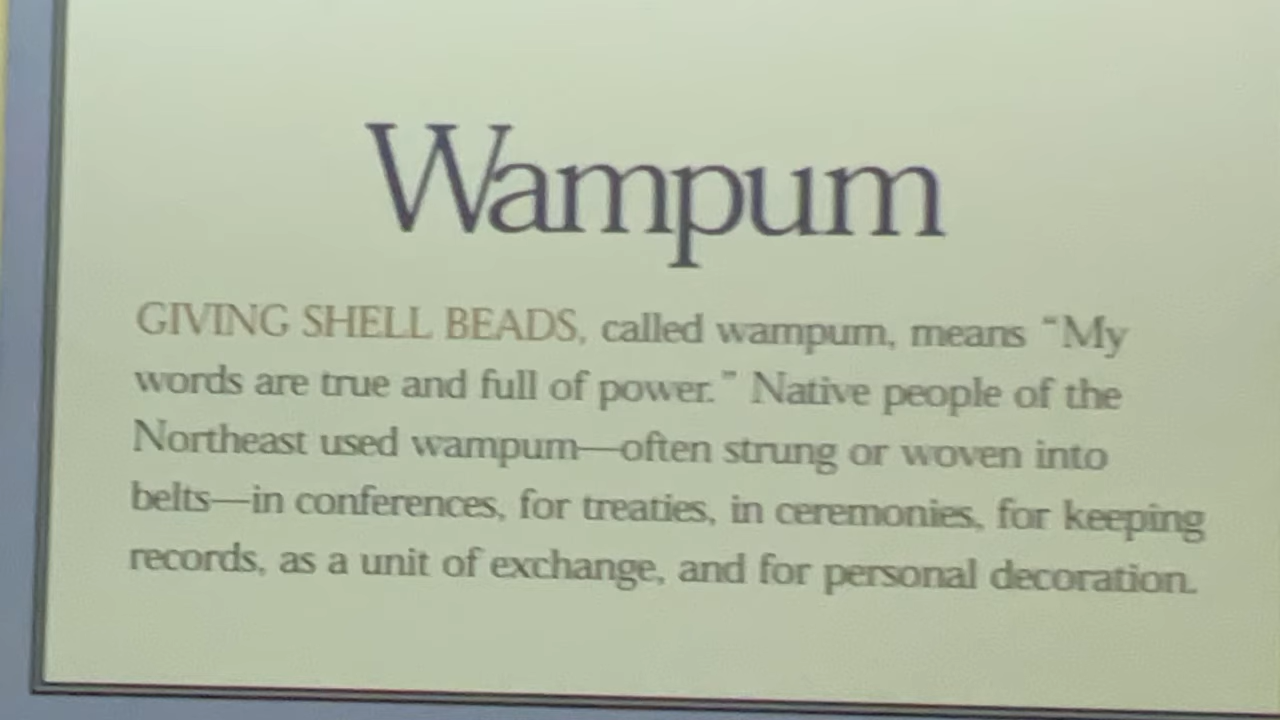 Wampum
GIVING SHELL BEADS, called wampum, means “My
words are true and full of power.” Native people of the
Northeast used wampum—often strung or woven into
belts—in conferences, for treaties, in ceremonies, for keeping
records, as a unit of exchange, and for personal decoration.